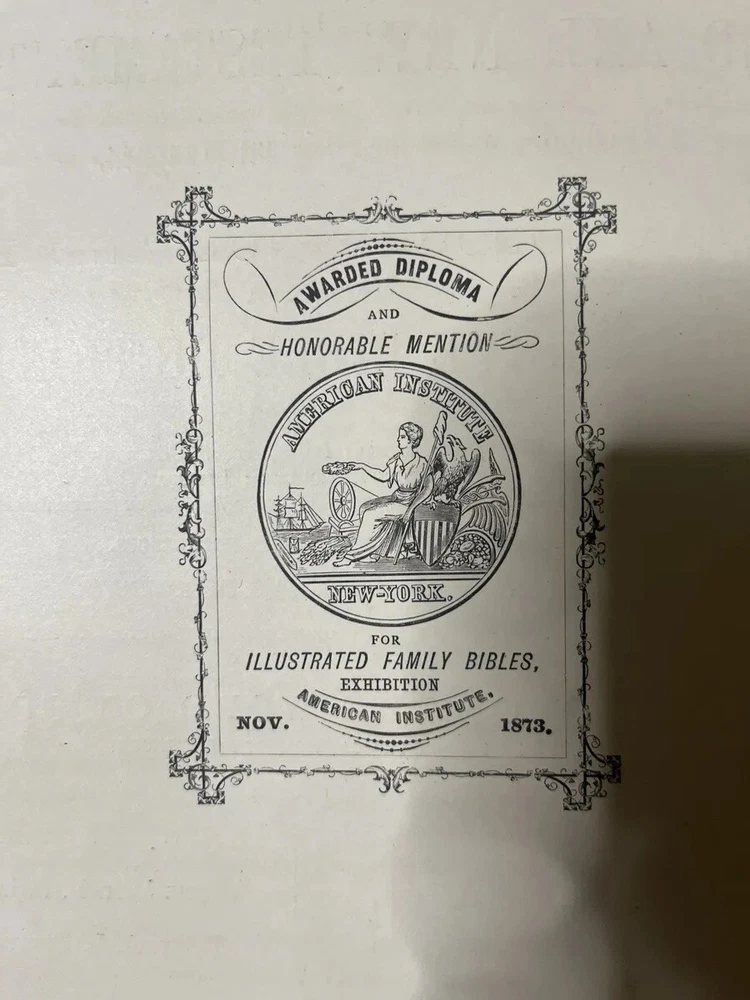 AWARDED DIPLOMA
AND
HONORABLE MENTION
AMERICAN INSTITUTE
NEW-YORK.
FOR
ILLUSTRATED FAMILY BIBLES,
EXHIBITION
AMERICAN INSTITUTE,
NOV. 1873.